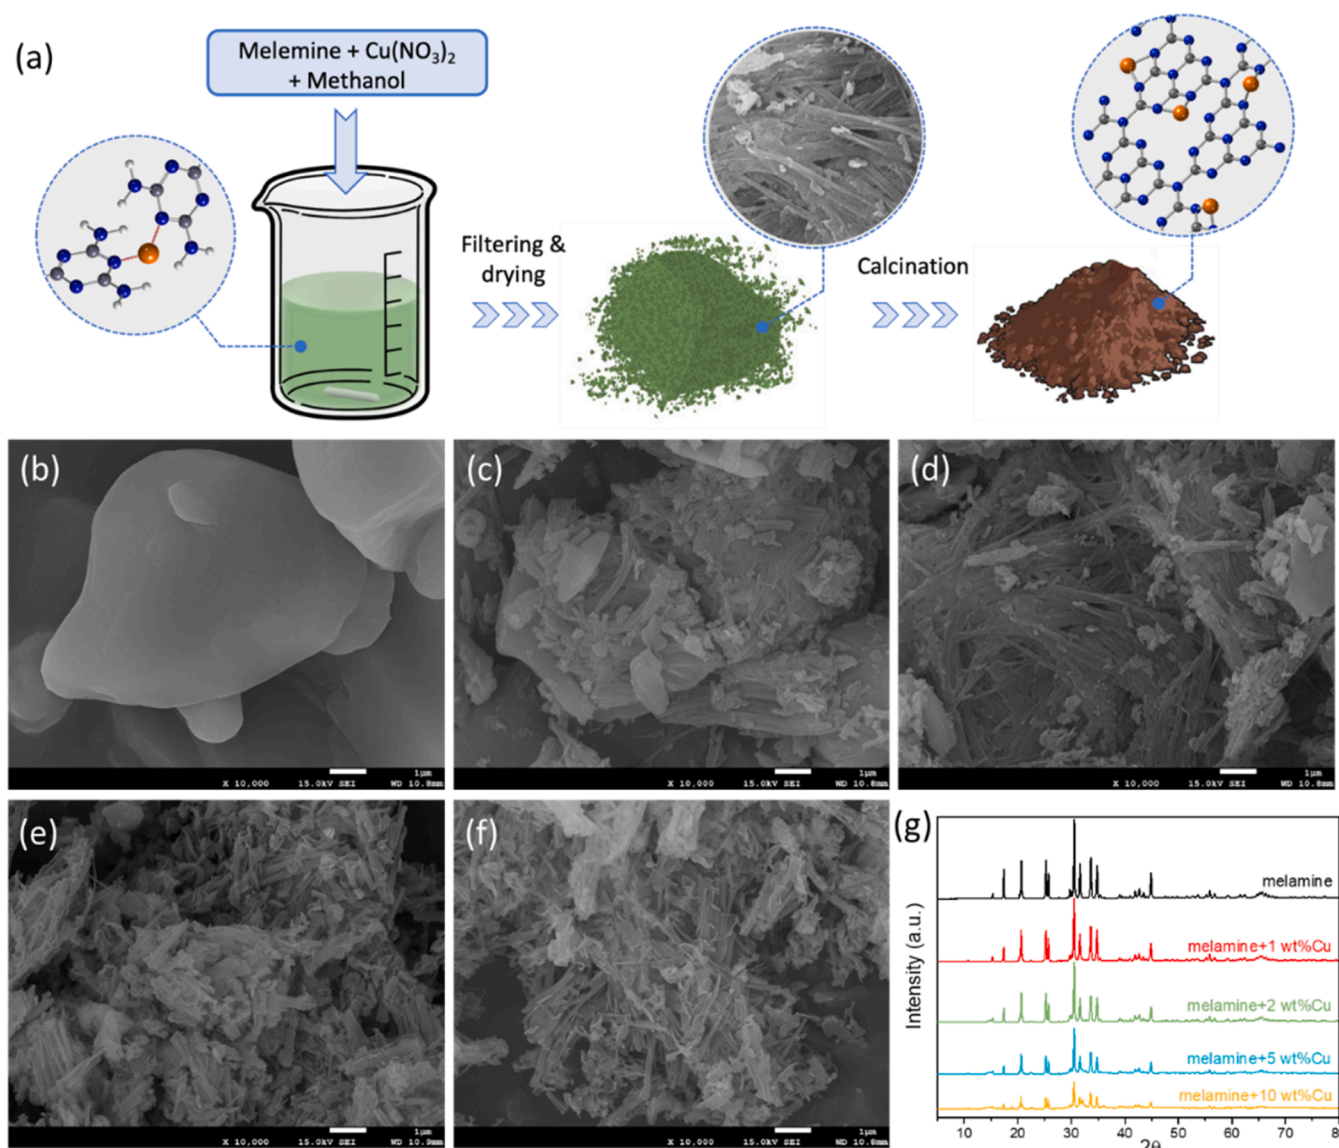 (a)
Melemine + Cu(NO₃)₂
+ Methanol
Filtering &
drying
Calcination
(b)
X 10,000 15.0kV SEI 1µm WD 10.8mm
(c)
X 10,000 15.0kV SEI 1µm WD 10.8mm
(d)
X 10,000 15.0kV SEI 1µm WD 10.8mm
(e)
X 10,000 15.0kV SEI 1µm WD 10.9mm
(f)
X 10,000 15.0kV SEI 1µm WD 10.8mm
(g)
Intensity (a.u.)
melamine
melamine+1 wt%Cu
melamine+2 wt%Cu
melamine+5 wt%Cu
melamine+10 wt%Cu
10 20 30 40 50 60 70 8
2θ